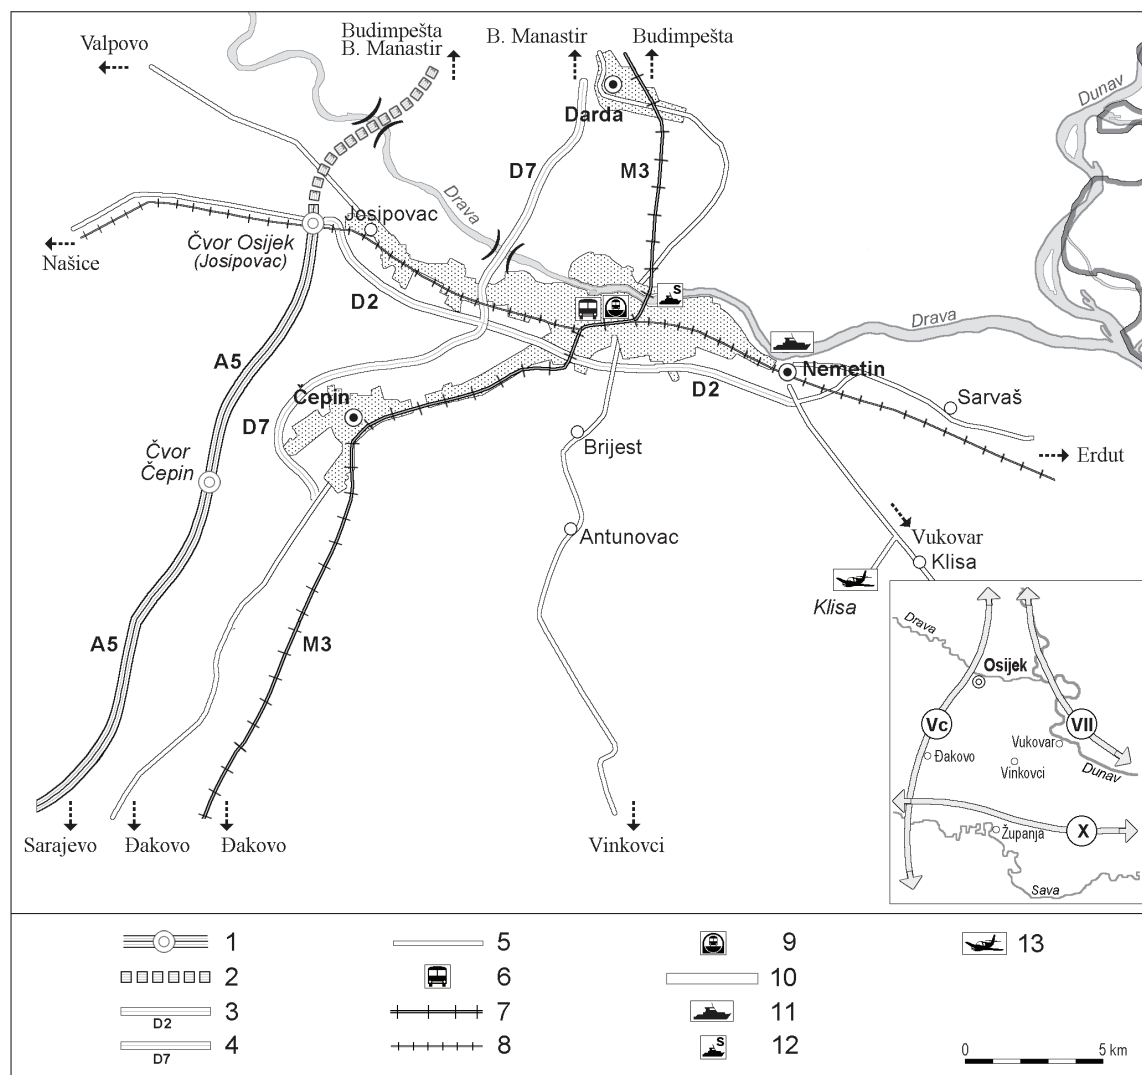 Budimpešta
B. Manastir
B. Manastir
Budimpešta
Valpovo
Dunav
Darda
D7
M3
Drava
Josipovac
Čvor Osijek
(Josipovac)
Našice
D2
S
Drava
A5
Nemetin
Čepin
D2
Sarvaš
D7
Čvor
Čepin
Brijest
Erdut
Antunovac
Vukovar
Klisa
Klisa
A5
M3
Drava
Osijek
Vc
VII
Vukovar
Đakovo
Vinkovci
Dunav
X
Županja
Sava
Sarajevo
Đakovo
Đakovo
Vinkovci
1
5
9
13
2
6
10
3
D2
7
11
4
D7
8
S
12
0
5 km